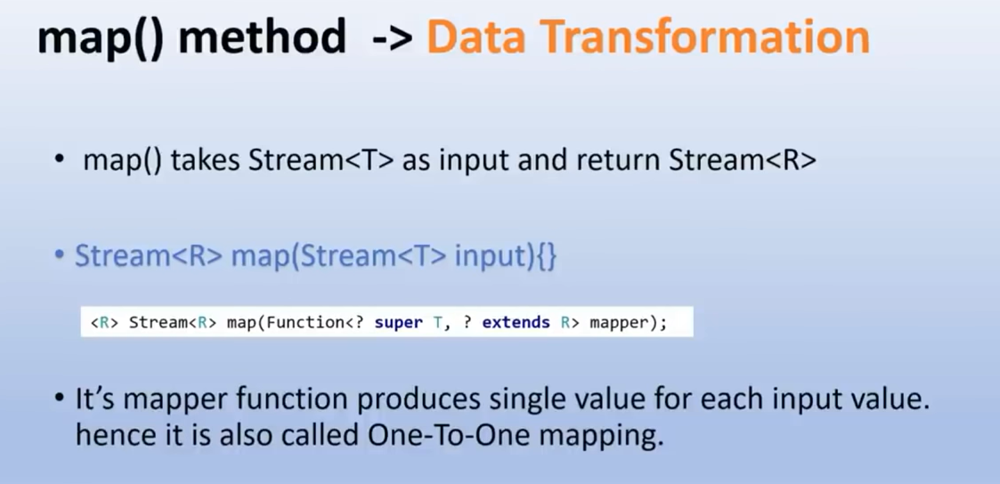 map() method -> Data Transformation
• map() takes Stream<T> as input and return Stream<R>
• Stream<R> map(Stream<T> input){}
<R> Stream<R> map(Function<? super T, ? extends R> mapper);
• It's mapper function produces single value for each input value.
hence it is also called One-To-One mapping.